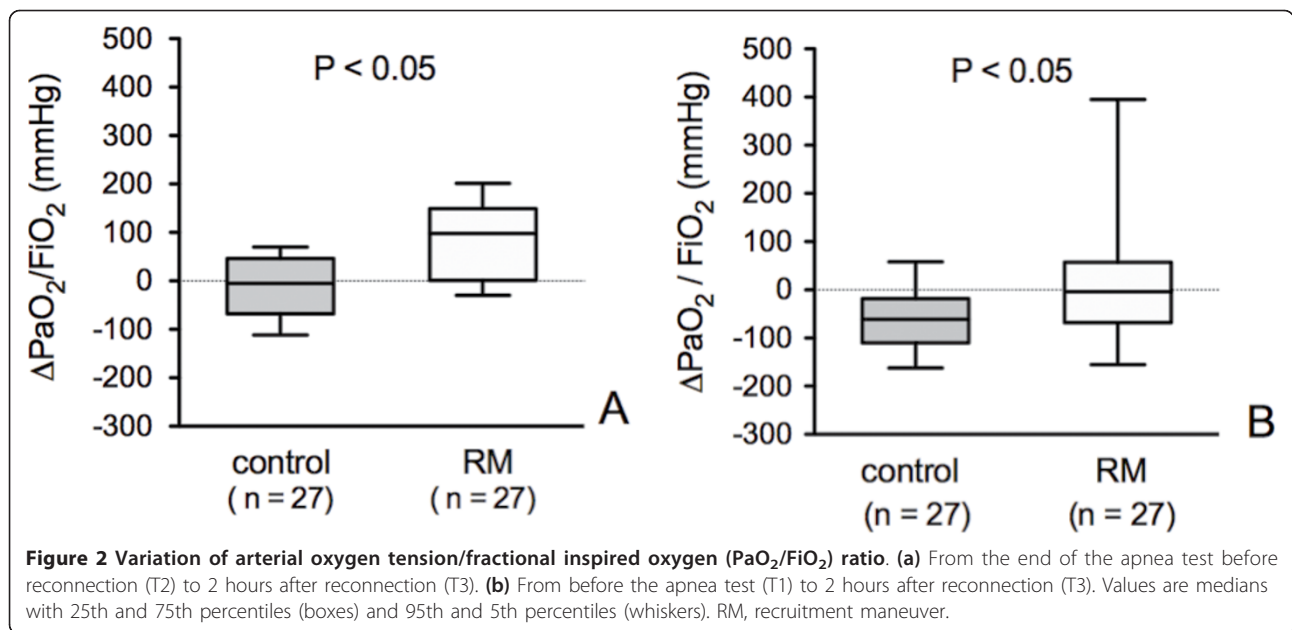 500
400
300
200
100
0
-100
-200
-300
ΔPaO₂/FiO₂ (mmHg)
P < 0.05
A
control
RM
( n = 27)
( n = 27)
500
400
300
200
100
0
-100
-200
-300
ΔPaO₂ / FiO₂ (mmHg)
P < 0.05
B
control
RM
(n = 27)
(n = 27)
Figure 2 Variation of arterial oxygen tension/fractional inspired oxygen (PaO₂/FiO₂) ratio. (a) From the end of the apnea test before
reconnection (T2) to 2 hours after reconnection (T3). (b) From before the apnea test (T1) to 2 hours after reconnection (T3). Values are medians
with 25th and 75th percentiles (boxes) and 95th and 5th percentiles (whiskers). RM, recruitment maneuver.